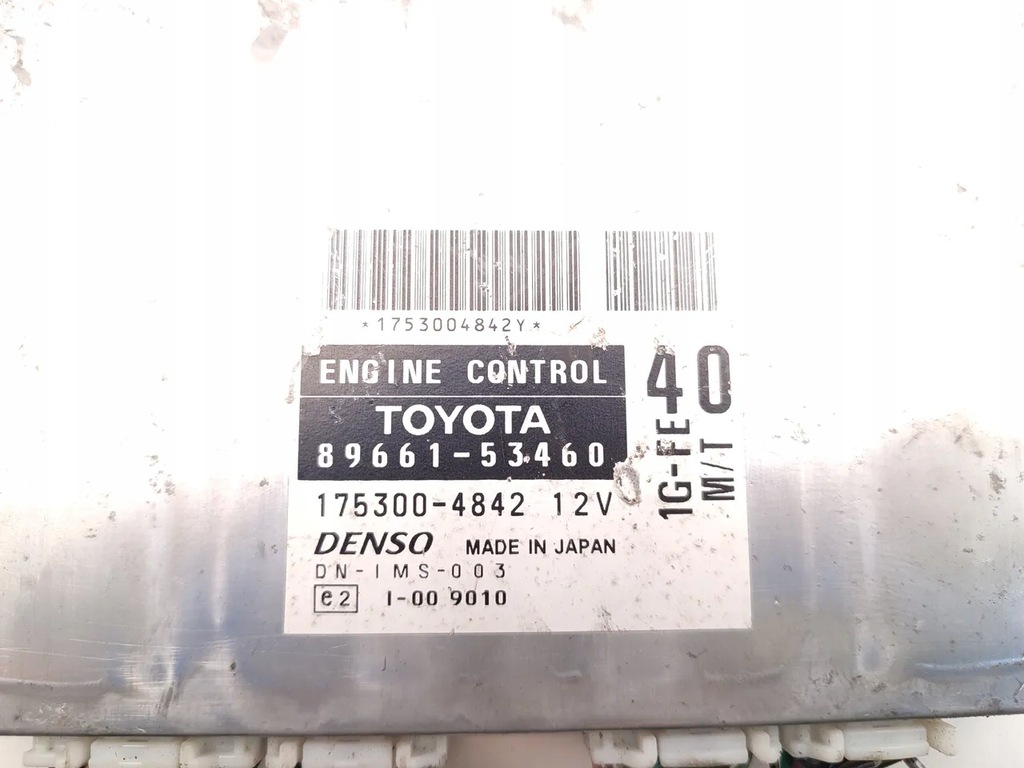 *1753004842Y*
ENGINE CONTROL
TOYOTA
89661-53460
175300-4842 12V
DENSO MADE IN JAPAN
DN-IMS-003
e2 I-00 9010
40
1G-FE
M/T